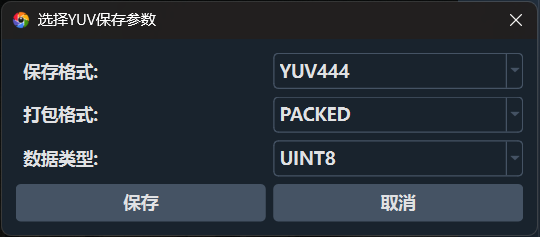 选择YUV保存参数
保存格式: YUV444
打包格式: PACKED
数据类型: UINT8
保存 取消